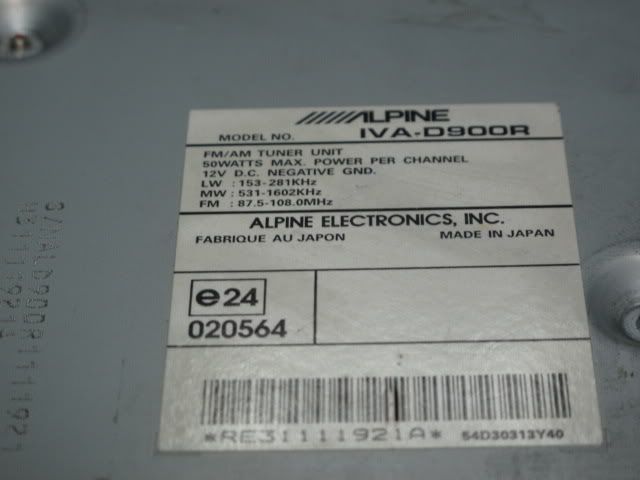 ALPINE
MODEL NO. IVA-D900R
FM/AM TUNER UNIT
50WATTS MAX. POWER PER CHANNEL
12V D.C. NEGATIVE GND.
LW : 153-281KHz
MW : 531-1602KHz
FM : 87.5-108.0MHz
ALPINE ELECTRONICS, INC.
FABRIQUE AU JAPON MADE IN JAPAN
e24
020564
*RE31111921A* 54D30313Y40